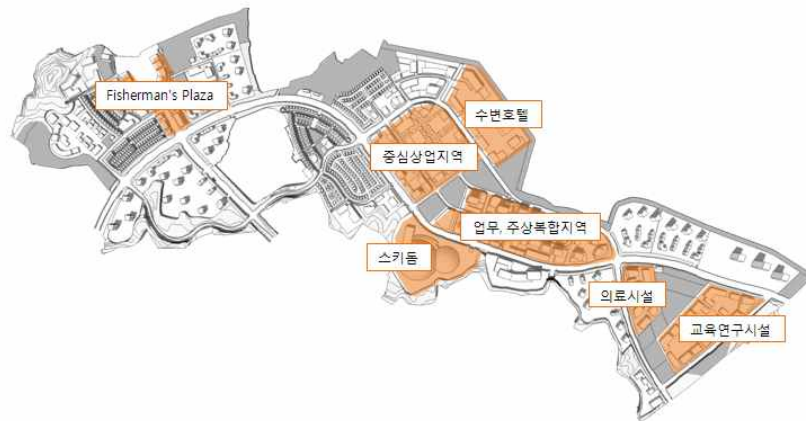 Fisherman's Plaza
수변호텔
중심상업지역
업무, 주상복합지역
스키돔
의료시설
교육연구시설